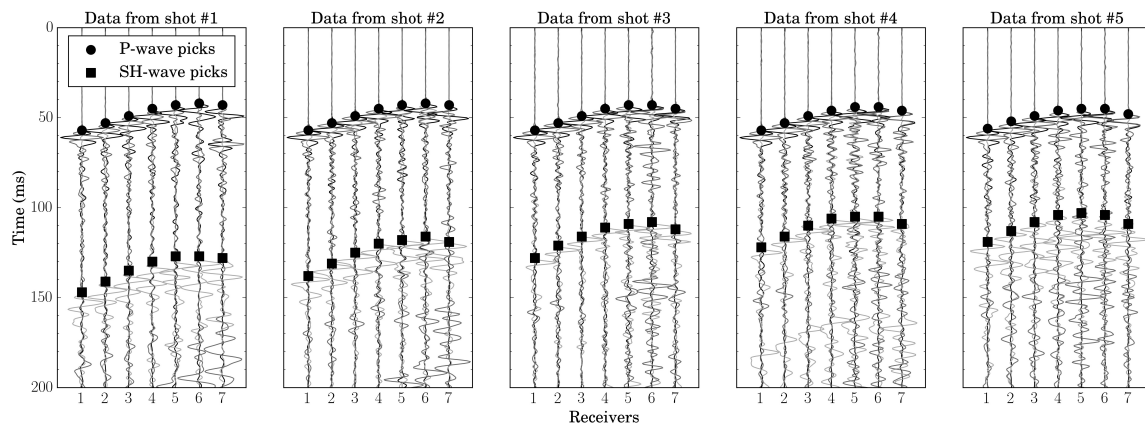 Data from shot #1
Data from shot #2
Data from shot #3
Data from shot #4
Data from shot #5
P-wave picks
SH-wave picks
Time (ms)
0
50
100
150
200
1 2 3 4 5 6 7
1 2 3 4 5 6 7
1 2 3 4 5 6 7
1 2 3 4 5 6 7
1 2 3 4 5 6 7
Receivers